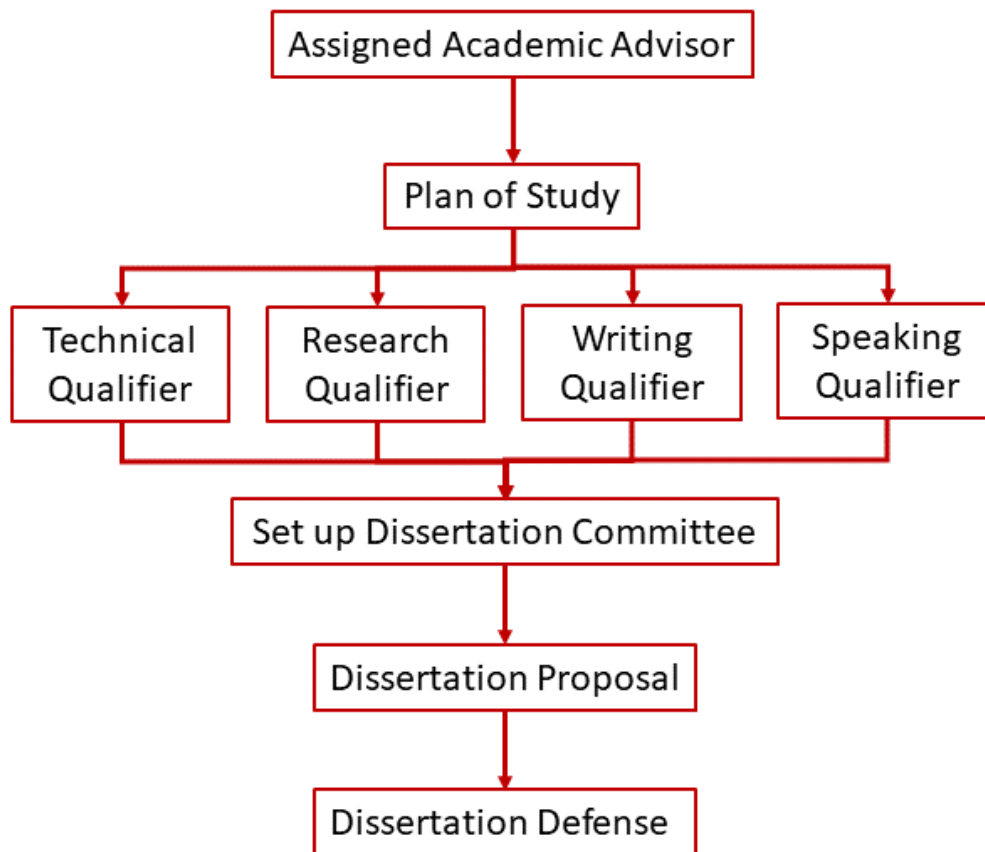 Assigned Academic Advisor
Plan of Study
Technical
Qualifier
Research
Qualifier
Writing
Qualifier
Speaking
Qualifier
Set up Dissertation Committee
Dissertation Proposal
Dissertation Defense